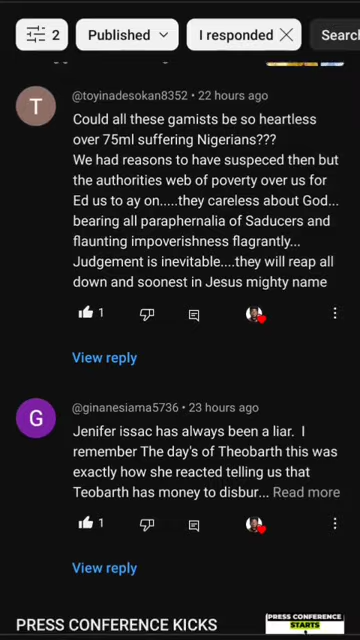 2
Published
I responded
Search
@toyinadesokan8352 • 22 hours ago
Could all these gamists be so heartless
over 75ml suffering Nigerians???
We had reasons to have suspeced then but
the authorities web of poverty over us for
Ed us to ay on.....they careless about God...
bearing all paraphernalia of Saducers and
flaunting impoverishness flagrantly...
Judgement is inevitable....they will reap all
down and soonest in Jesus mighty name
1
View reply
@ginanesiama5736 • 23 hours ago
Jenifer issac has always been a liar. I
remember The day's of Theobarth this was
exactly how she reacted telling us that
Teobarth has money to disbur... Read more
1
View reply
PRESS CONFERENCE KICKS
PRESS CONFERENCE
STARTS
T
G